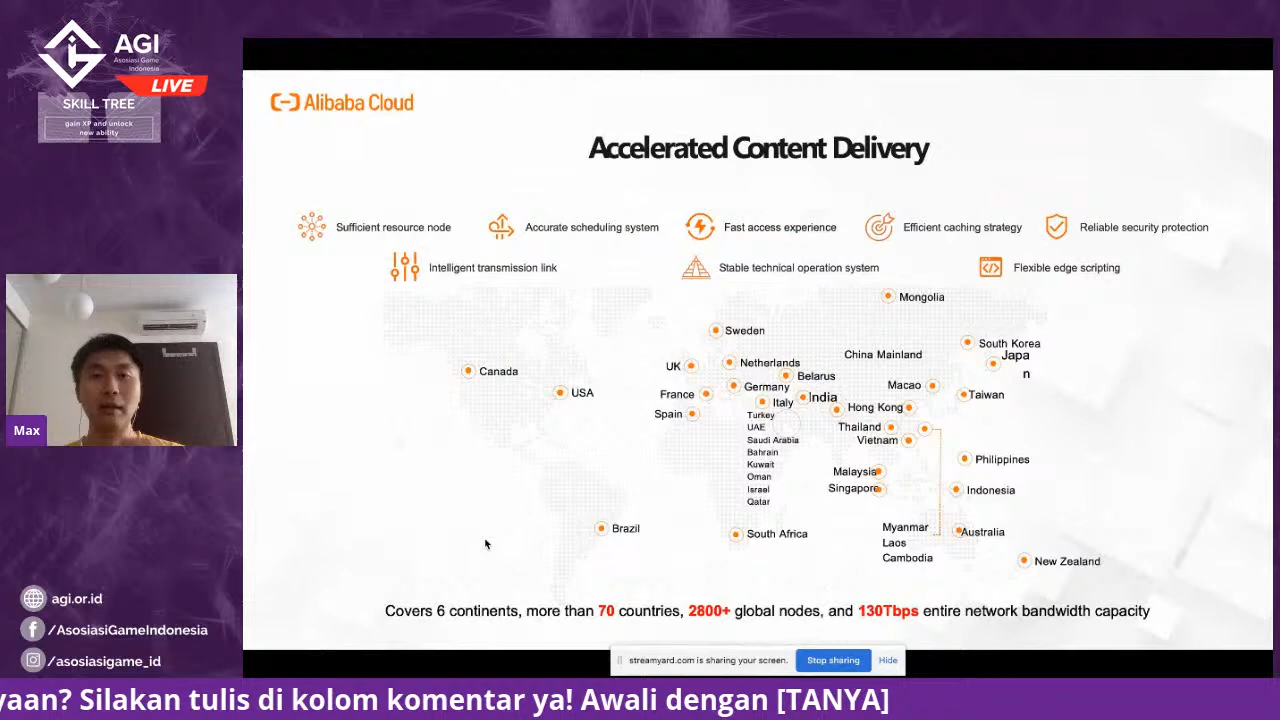 AGI
Asosiasi Game
Indonesia
LIVE
SKILL TREE
gain XP and unlock
new ability
Alibaba Cloud
Accelerated Content Delivery
Sufficient resource node
Accurate scheduling system
Fast access experience
Efficient caching strategy
Reliable security protection
Intelligent transmission link
Stable technical operation system
Flexible edge scripting
Mongolia
Sweden
South Korea
Japa
n
China Mainland
UK
Netherlands
Canada
Belarus
Macao
Germany
USA
France
India
Taiwan
Italy
Hong Kong
Spain
Turkey
UAE
Saudi Arabia
Bahrain
Kuwait
Oman
Israel
Qatar
Thailand
Vietnam
Philippines
Malaysia
Singapore
Indonesia
Brazil
South Africa
Myanmar
Laos
Cambodia
Australia
New Zealand
Covers 6 continents, more than 70 countries, 2800+ global nodes, and 130Tbps entire network bandwidth capacity
Max
agi.or.id
/AsosiasiGameIndonesia
/asosiasigame_id
streamyard.com is sharing your screen.
Stop sharing
Hide
yaan? Silakan tulis di kolom komentar ya! Awali dengan [TANYA]